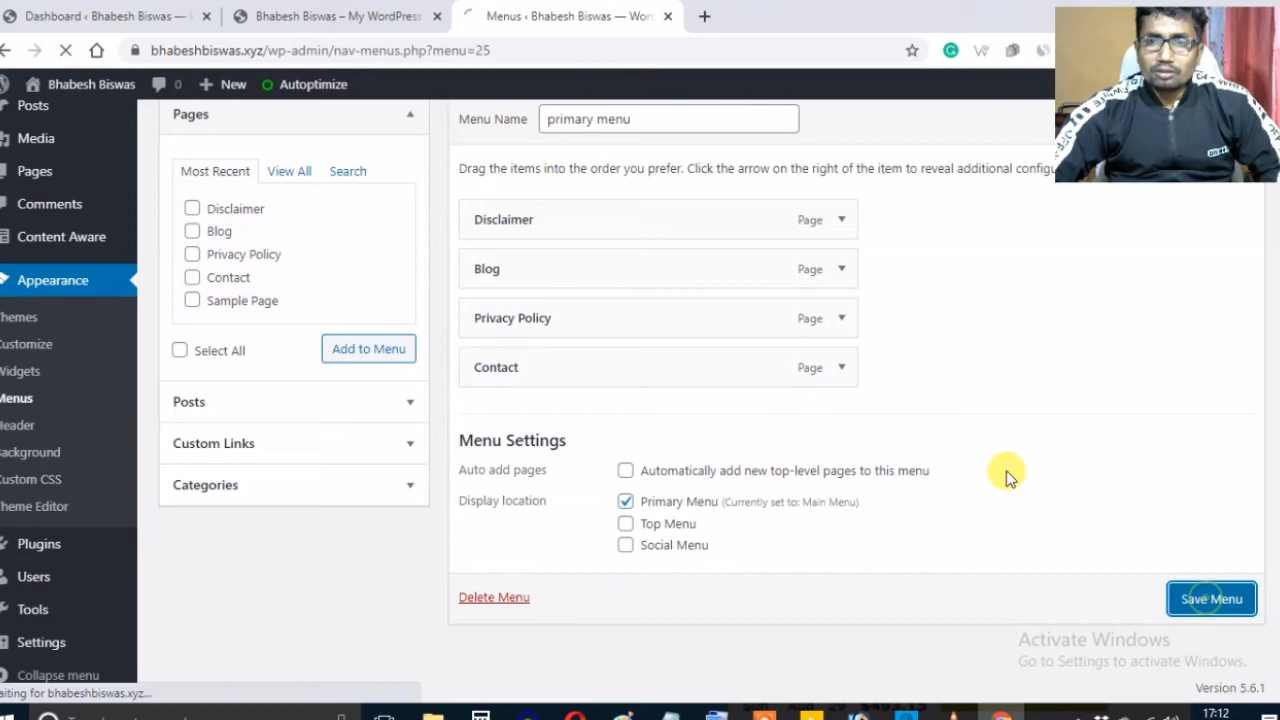 Dashboard ‹ Bhabesh Biswas —
Bhabesh Biswas – My WordPress
Menus ‹ Bhabesh Biswas — Wor
bhabeshbiswas.xyz/wp-admin/nav-menus.php?menu=25
Bhabesh Biswas
0
New
Autoptimize
Posts
Media
Pages
Comments
Content Aware
Appearance
hemes
ustomize
idgets
Menus
eader
ackground
ustom CSS
heme Editor
Plugins
Users
Tools
Settings
Collapse menu
Pages
Most Recent
View All
Search
Disclaimer
Blog
Privacy Policy
Contact
Sample Page
Select All
Add to Menu
Posts
Custom Links
Categories
Menu Name
primary menu
Drag the items into the order you prefer. Click the arrow on the right of the item to reveal additional configu
Disclaimer Page
Blog Page
Privacy Policy Page
Contact Page
Menu Settings
Auto add pages
Automatically add new top-level pages to this menu
Display location
Primary Menu (Currently set to: Main Menu)
Top Menu
Social Menu
Delete Menu
Save Menu
Activate Windows
Go to Settings to activate Windows.
Version 5.6.1
aiting for bhabeshbiswas.xyz...
17:12